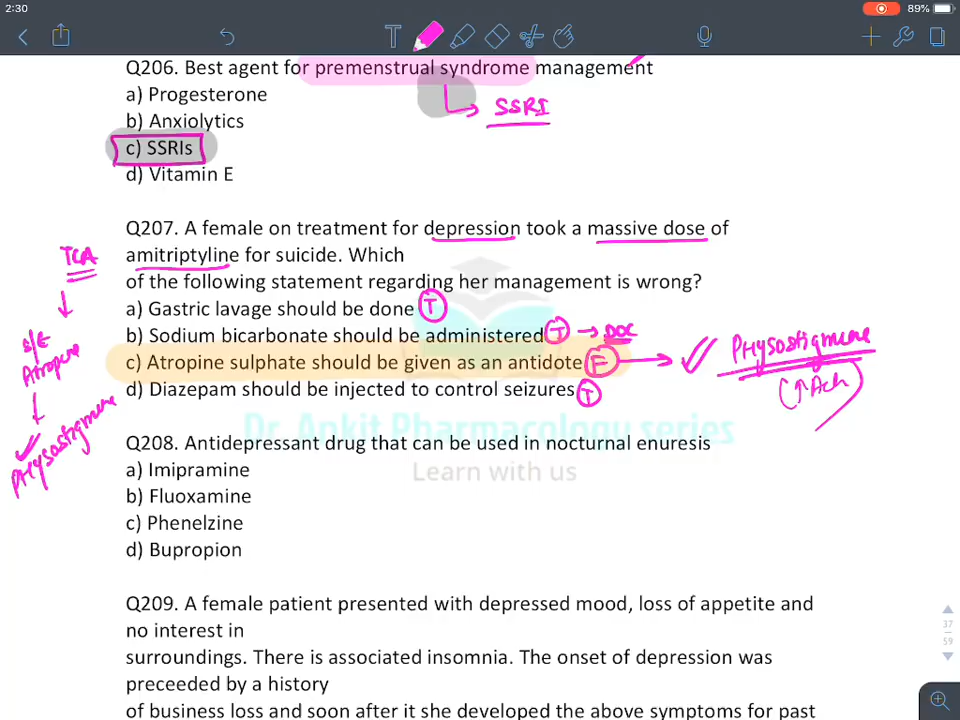 2:30
89%
T
Q206. Best agent for premenstrual syndrome management
SSRI
a) Progesterone
b) Anxiolytics
c) SSRIs
d) Vitamin E
Q207. A female on treatment for depression took a massive dose of
TCA
amitriptyline for suicide. Which
of the following statement regarding her management is wrong?
a) Gastric lavage should be done T
b) Sodium bicarbonate should be administered T → DOC
S/E
Atropine
Physostigmine
c) Atropine sulphate should be given as an antidote F
Physostigmine
(↑Ach)
d) Diazepam should be injected to control seizures T
Dr. Ankit Pharmacology series
Learn with us
Q208. Antidepressant drug that can be used in nocturnal enuresis
a) Imipramine
b) Fluoxamine
c) Phenelzine
d) Bupropion
Q209. A female patient presented with depressed mood, loss of appetite and
no interest in
surroundings. There is associated insomnia. The onset of depression was
preceeded by a history
of business loss and soon after it she developed the above symptoms for past
37
59